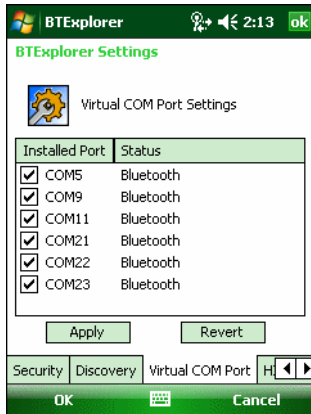 BTExplorer 2:13 ok
BTExplorer Settings
Virtual COM Port Settings
Installed Port Status
COM5 Bluetooth
COM9 Bluetooth
COM11 Bluetooth
COM21 Bluetooth
COM22 Bluetooth
COM23 Bluetooth
Apply Revert
Security Discovery Virtual COM Port
OK Cancel